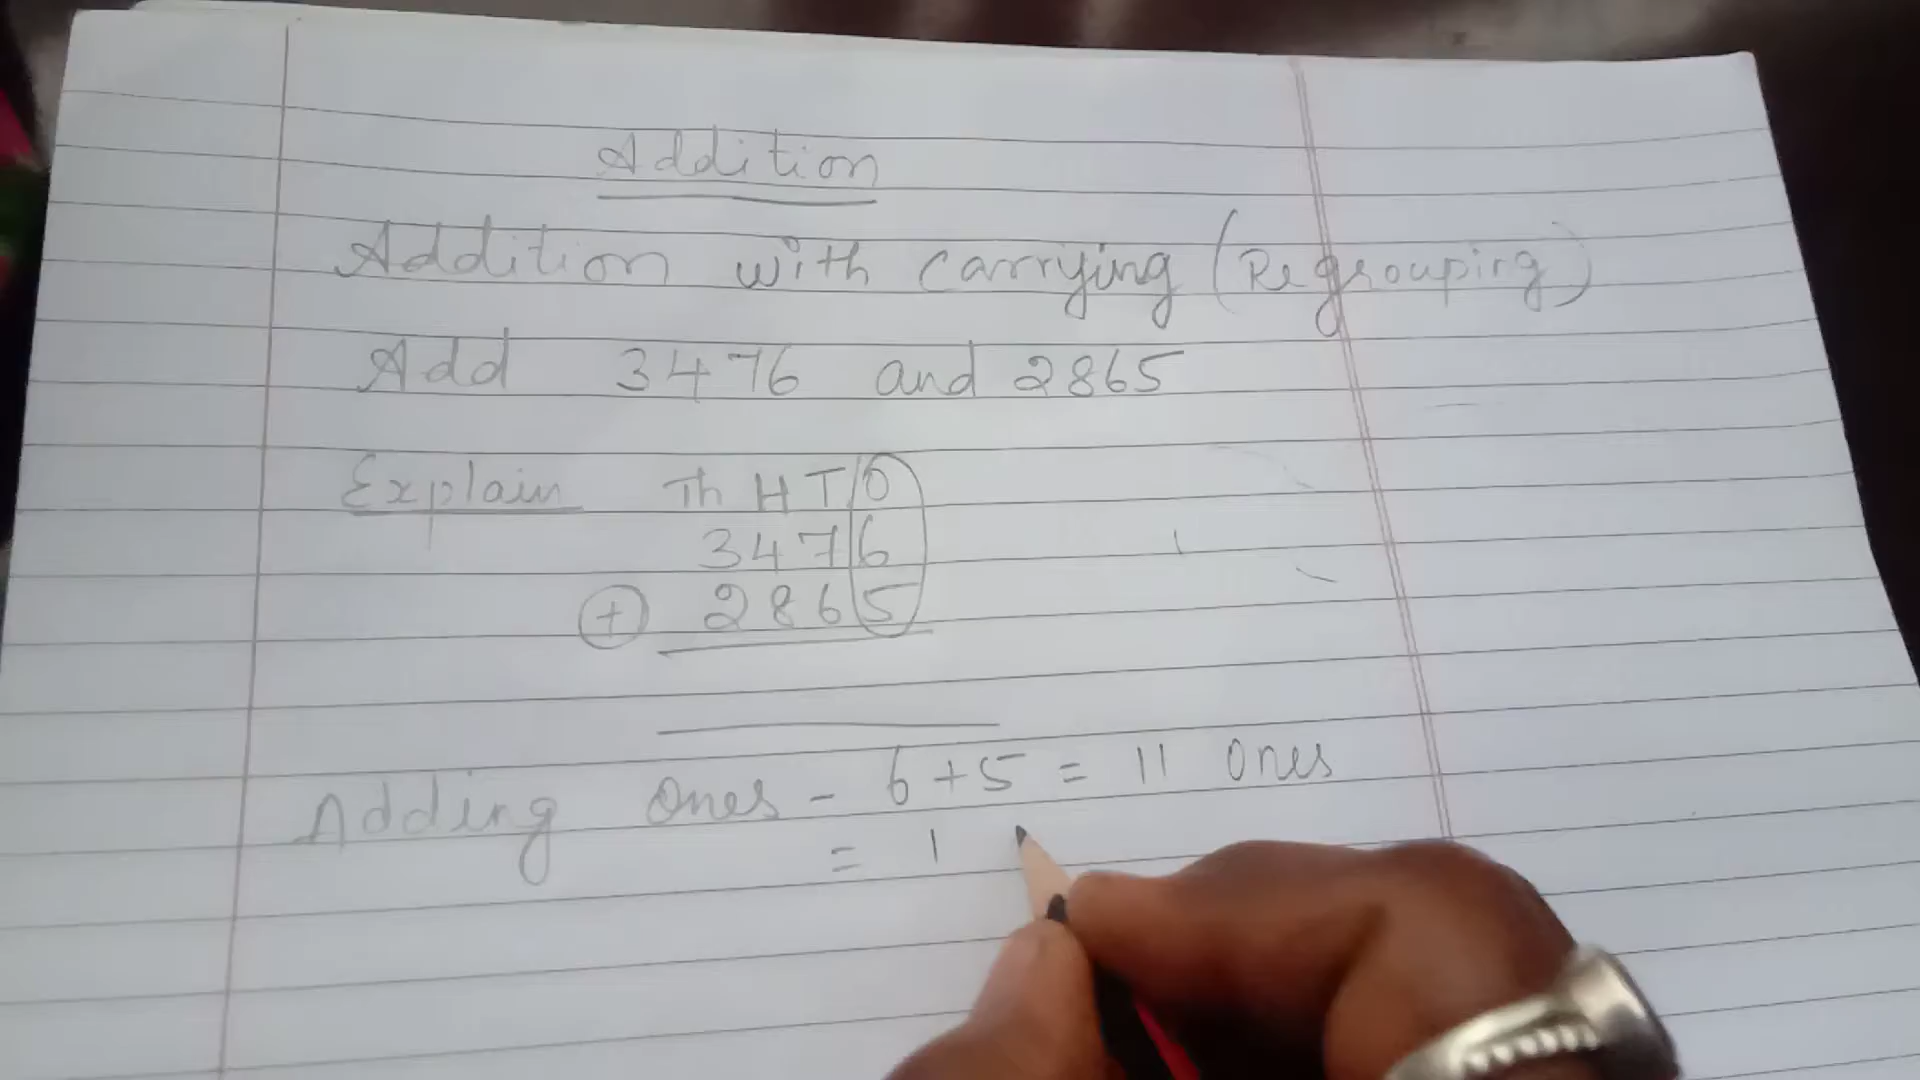 Addition
Addition with carrying (Regrouping)
Add 3476 and 2865
Explain Th H T O
3476
+ 2865
Adding ones - 6+5 = 11 ones
= 1